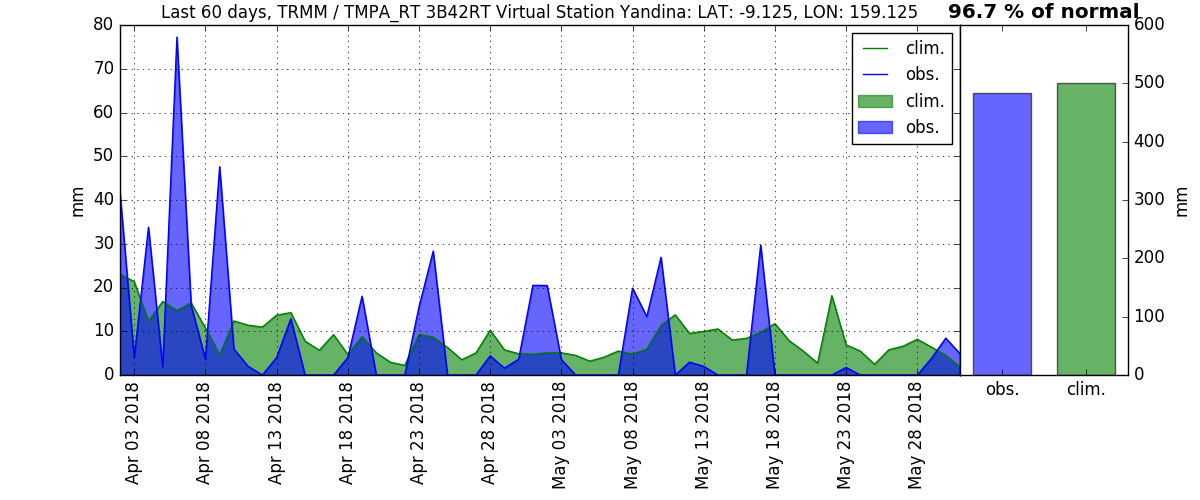 Last 60 days, TRMM / TMPA_RT 3B42RT Virtual Station Yandina: LAT: -9.125, LON: 159.125
96.7 % of normal
80
70
60
50
40
30
20
10
0
mm
clim.
obs.
clim.
obs.
600
500
400
300
200
100
0
mm
obs.
clim.
Apr 03 2018
Apr 08 2018
Apr 13 2018
Apr 18 2018
Apr 23 2018
Apr 28 2018
May 03 2018
May 08 2018
May 13 2018
May 18 2018
May 23 2018
May 28 2018